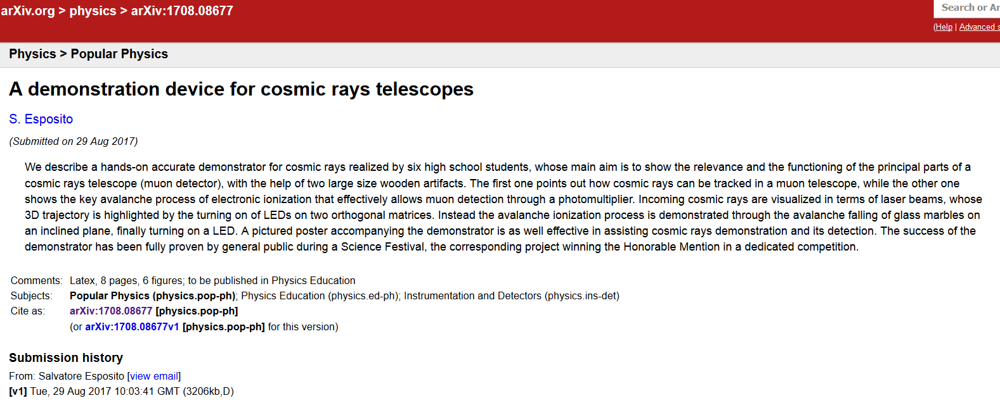 arXiv.org > physics > arXiv:1708.08677
Search or Ar
(Help | Advanced s
Physics > Popular Physics
A demonstration device for cosmic rays telescopes
S. Esposito
(Submitted on 29 Aug 2017)
We describe a hands-on accurate demonstrator for cosmic rays realized by six high school students, whose main aim is to show the relevance and the functioning of the principal parts of a
cosmic rays telescope (muon detector), with the help of two large size wooden artifacts. The first one points out how cosmic rays can be tracked in a muon telescope, while the other one
shows the key avalanche process of electronic ionization that effectively allows muon detection through a photomultiplier. Incoming cosmic rays are visualized in terms of laser beams, whose
3D trajectory is highlighted by the turning on of LEDs on two orthogonal matrices. Instead the avalanche ionization process is demonstrated through the avalanche falling of glass marbles on
an inclined plane, finally turning on a LED. A pictured poster accompanying the demonstrator is as well effective in assisting cosmic rays demonstration and its detection. The success of the
demonstrator has been fully proven by general public during a Science Festival, the corresponding project winning the Honorable Mention in a dedicated competition.
Comments: Latex, 8 pages, 6 figures; to be published in Physics Education
Subjects: Popular Physics (physics.pop-ph); Physics Education (physics.ed-ph); Instrumentation and Detectors (physics.ins-det)
Cite as: arXiv:1708.08677 [physics.pop-ph]
(or arXiv:1708.08677v1 [physics.pop-ph] for this version)
Submission history
From: Salvatore Esposito [view email]
[v1] Tue, 29 Aug 2017 10:03:41 GMT (3206kb,D)